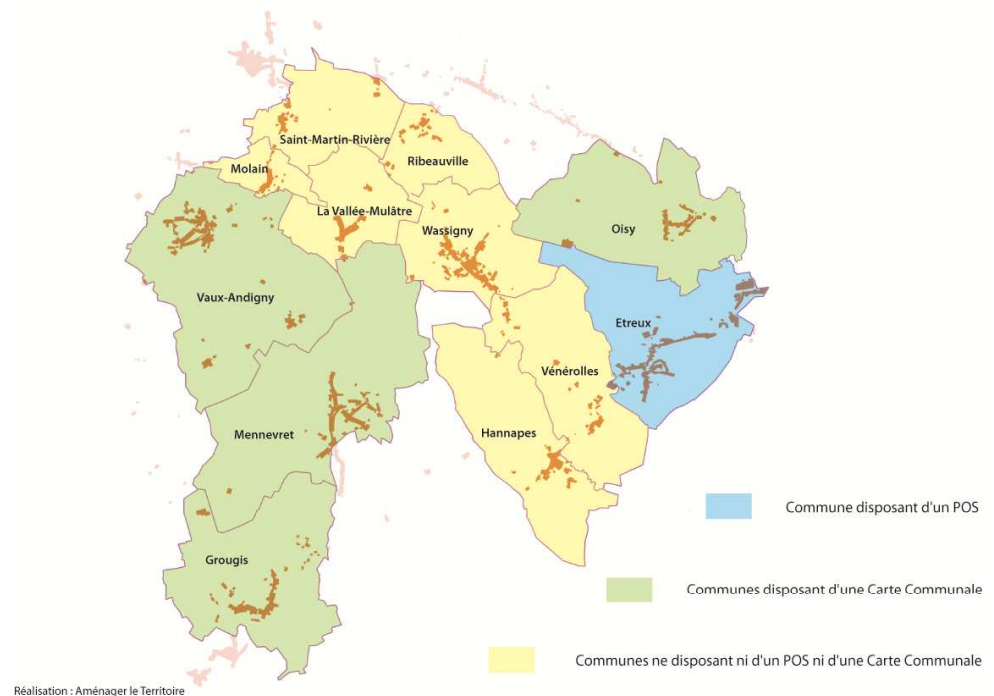 Saint-Martin-Rivière
Ribeauville
Molain
La Vallée-Mulâtre
Wassigny
Oisy
Vaux-Andigny
Etreux
Vénérolles
Mennevret
Hannapes
Commune disposant d'un POS
Grougis
Communes disposant d'une Carte Communale
Communes ne disposant ni d'un POS ni d'une Carte Communale
Réalisation : Aménager le Territoire